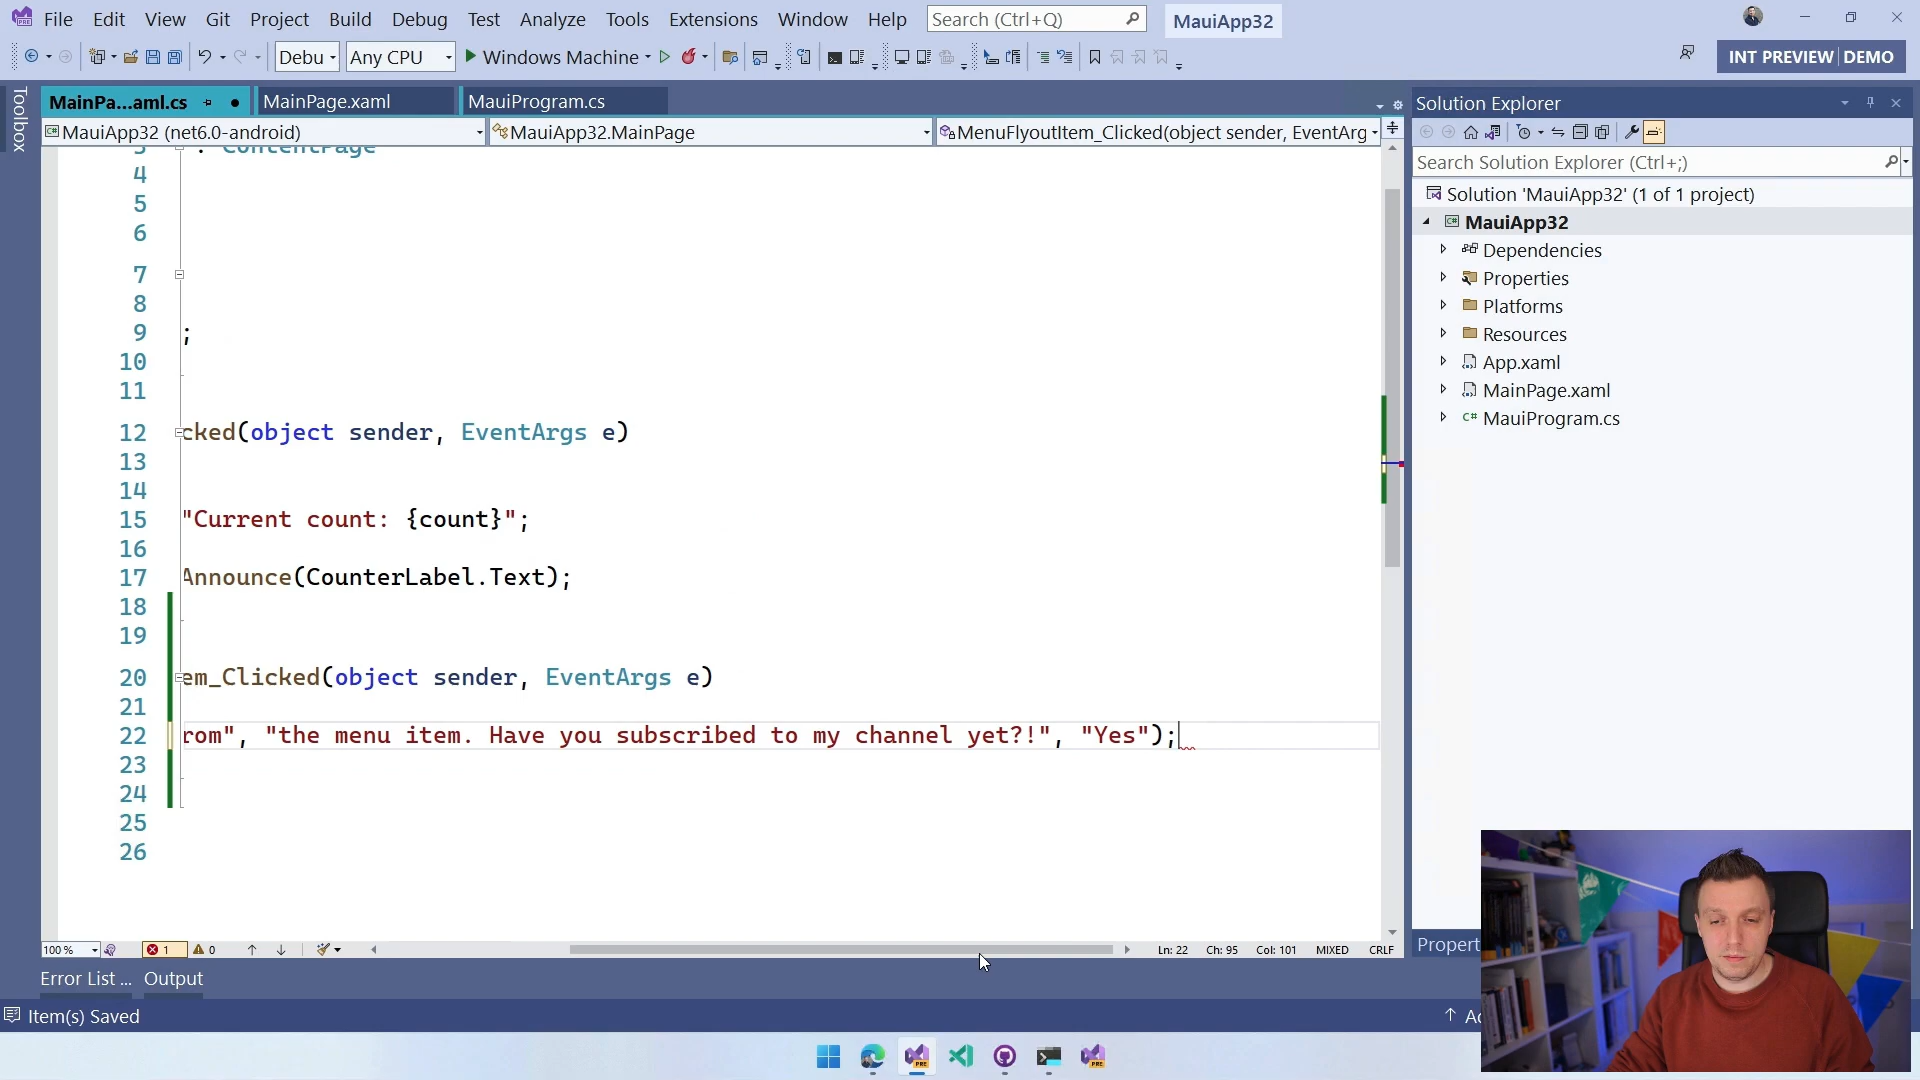 File Edit View Git Project Build Debug Test Analyze Tools Extensions Window Help Search (Ctrl+Q) MauiApp32
Debu Any CPU Windows Machine INT PREVIEW DEMO
Toolbox
MainPa...aml.cs MainPage.xaml MauiProgram.cs
MauiApp32 (net6.0-android) MauiApp32.MainPage MenuFlyoutItem_Clicked(object sender, EventArg
3 : ContentPage
4
5
6
7
8
9 ;
10
11
12 cked(object sender, EventArgs e)
13
14
15 "Current count: {count}";
16
17 Announce(CounterLabel.Text);
18
19
20 em_Clicked(object sender, EventArgs e)
21
22 rom", "the menu item. Have you subscribed to my channel yet?!", "Yes");
23
24
25
26
100 % 1 0 Ln: 22 Ch: 95 Col: 101 MIXED CRLF
Error List ... Output
Item(s) Saved
Solution Explorer
Search Solution Explorer (Ctrl+;)
Solution 'MauiApp32' (1 of 1 project)
MauiApp32
Dependencies
Properties
Platforms
Resources
App.xaml
MainPage.xaml
MauiProgram.cs
Propert
Ac